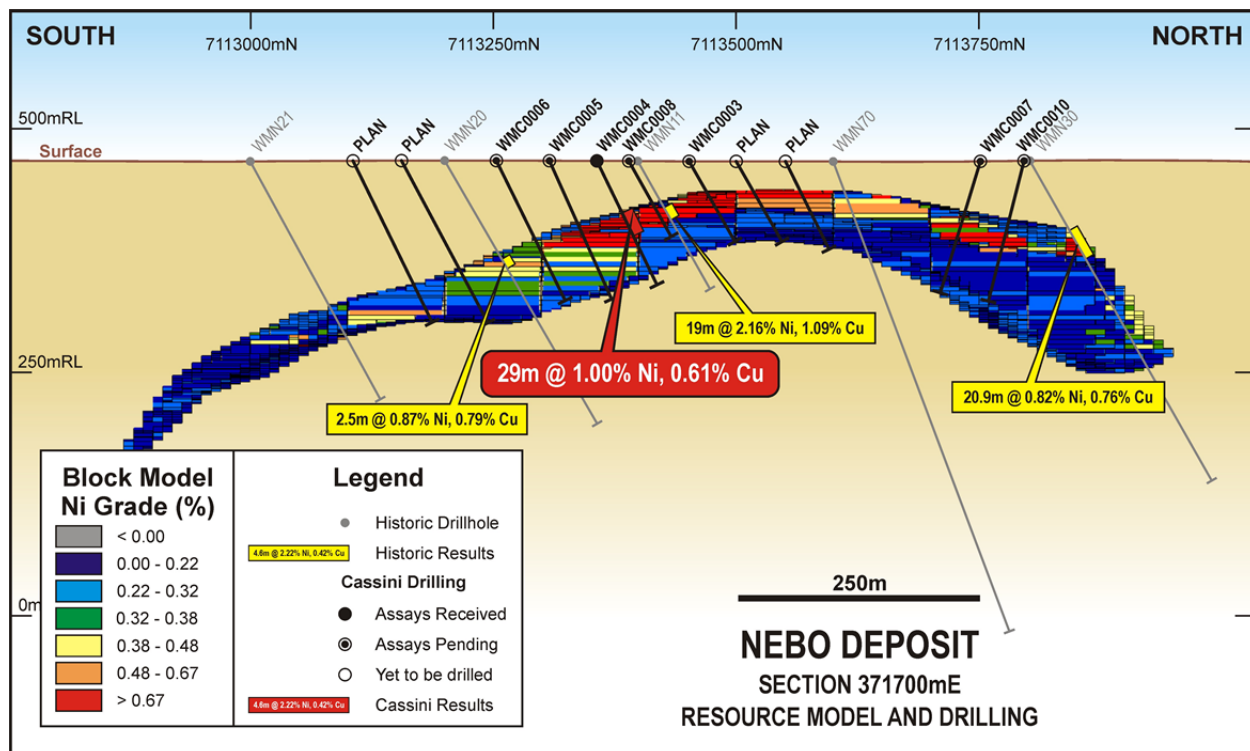 SOUTH
NORTH
7113000mN
7113250mN
7113500mN
7113750mN
500mRL
Surface
WMN21
PLAN
PLAN
WMN20
WMC0006
WMC0005
WMC0004
WMC0008
WMN11
WMC0003
PLAN
PLAN
WMN70
WMC0007
WMC0010
WMN30
19m @ 2.16% Ni, 1.09% Cu
29m @ 1.00% Ni, 0.61% Cu
250mRL
20.9m @ 0.82% Ni, 0.76% Cu
2.5m @ 0.87% Ni, 0.79% Cu
Block Model
Ni Grade (%)
< 0.00
0.00 - 0.22
0.22 - 0.32
0.32 - 0.38
0.38 - 0.48
0.48 - 0.67
> 0.67
Legend
Historic Drillhole
4.6m @ 2.22% Ni, 0.42% Cu
Historic Results
Cassini Drilling
Assays Received
Assays Pending
Yet to be drilled
4.6m @ 2.22% Ni, 0.42% Cu
Cassini Results
0m
250m
NEBO DEPOSIT
SECTION 371700mE
RESOURCE MODEL AND DRILLING